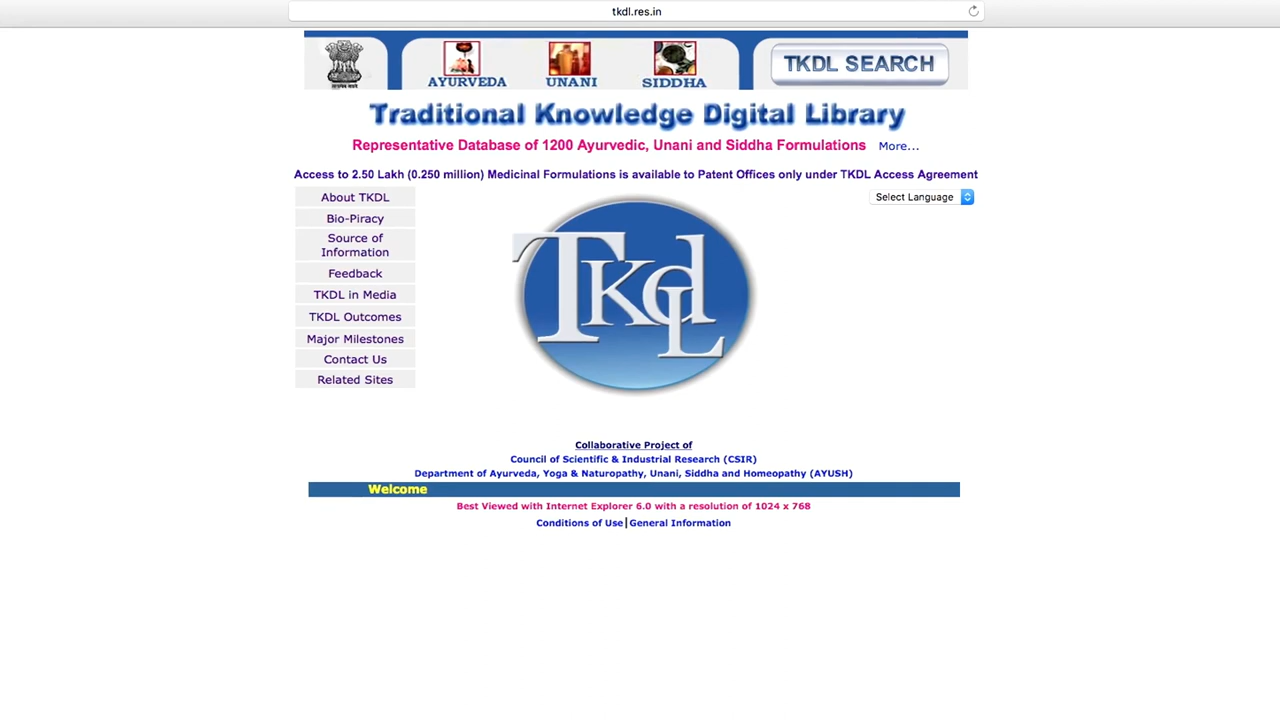 tkdl.res.in
AYURVEDA
UNANI
SIDDHA
TKDL SEARCH
Traditional Knowledge Digital Library
Representative Database of 1200 Ayurvedic, Unani and Siddha Formulations More...
Access to 2.50 Lakh (0.250 million) Medicinal Formulations is available to Patent Offices only under TKDL Access Agreement
About TKDL
Bio-Piracy
Source of
Information
Feedback
TKDL in Media
TKDL Outcomes
Major Milestones
Contact Us
Related Sites
Select Language
TKdL
Collaborative Project of
Council of Scientific & Industrial Research (CSIR)
Department of Ayurveda, Yoga & Naturopathy, Unani, Siddha and Homeopathy (AYUSH)
Welcome
Best Viewed with Internet Explorer 6.0 with a resolution of 1024 x 768
Conditions of Use | General Information